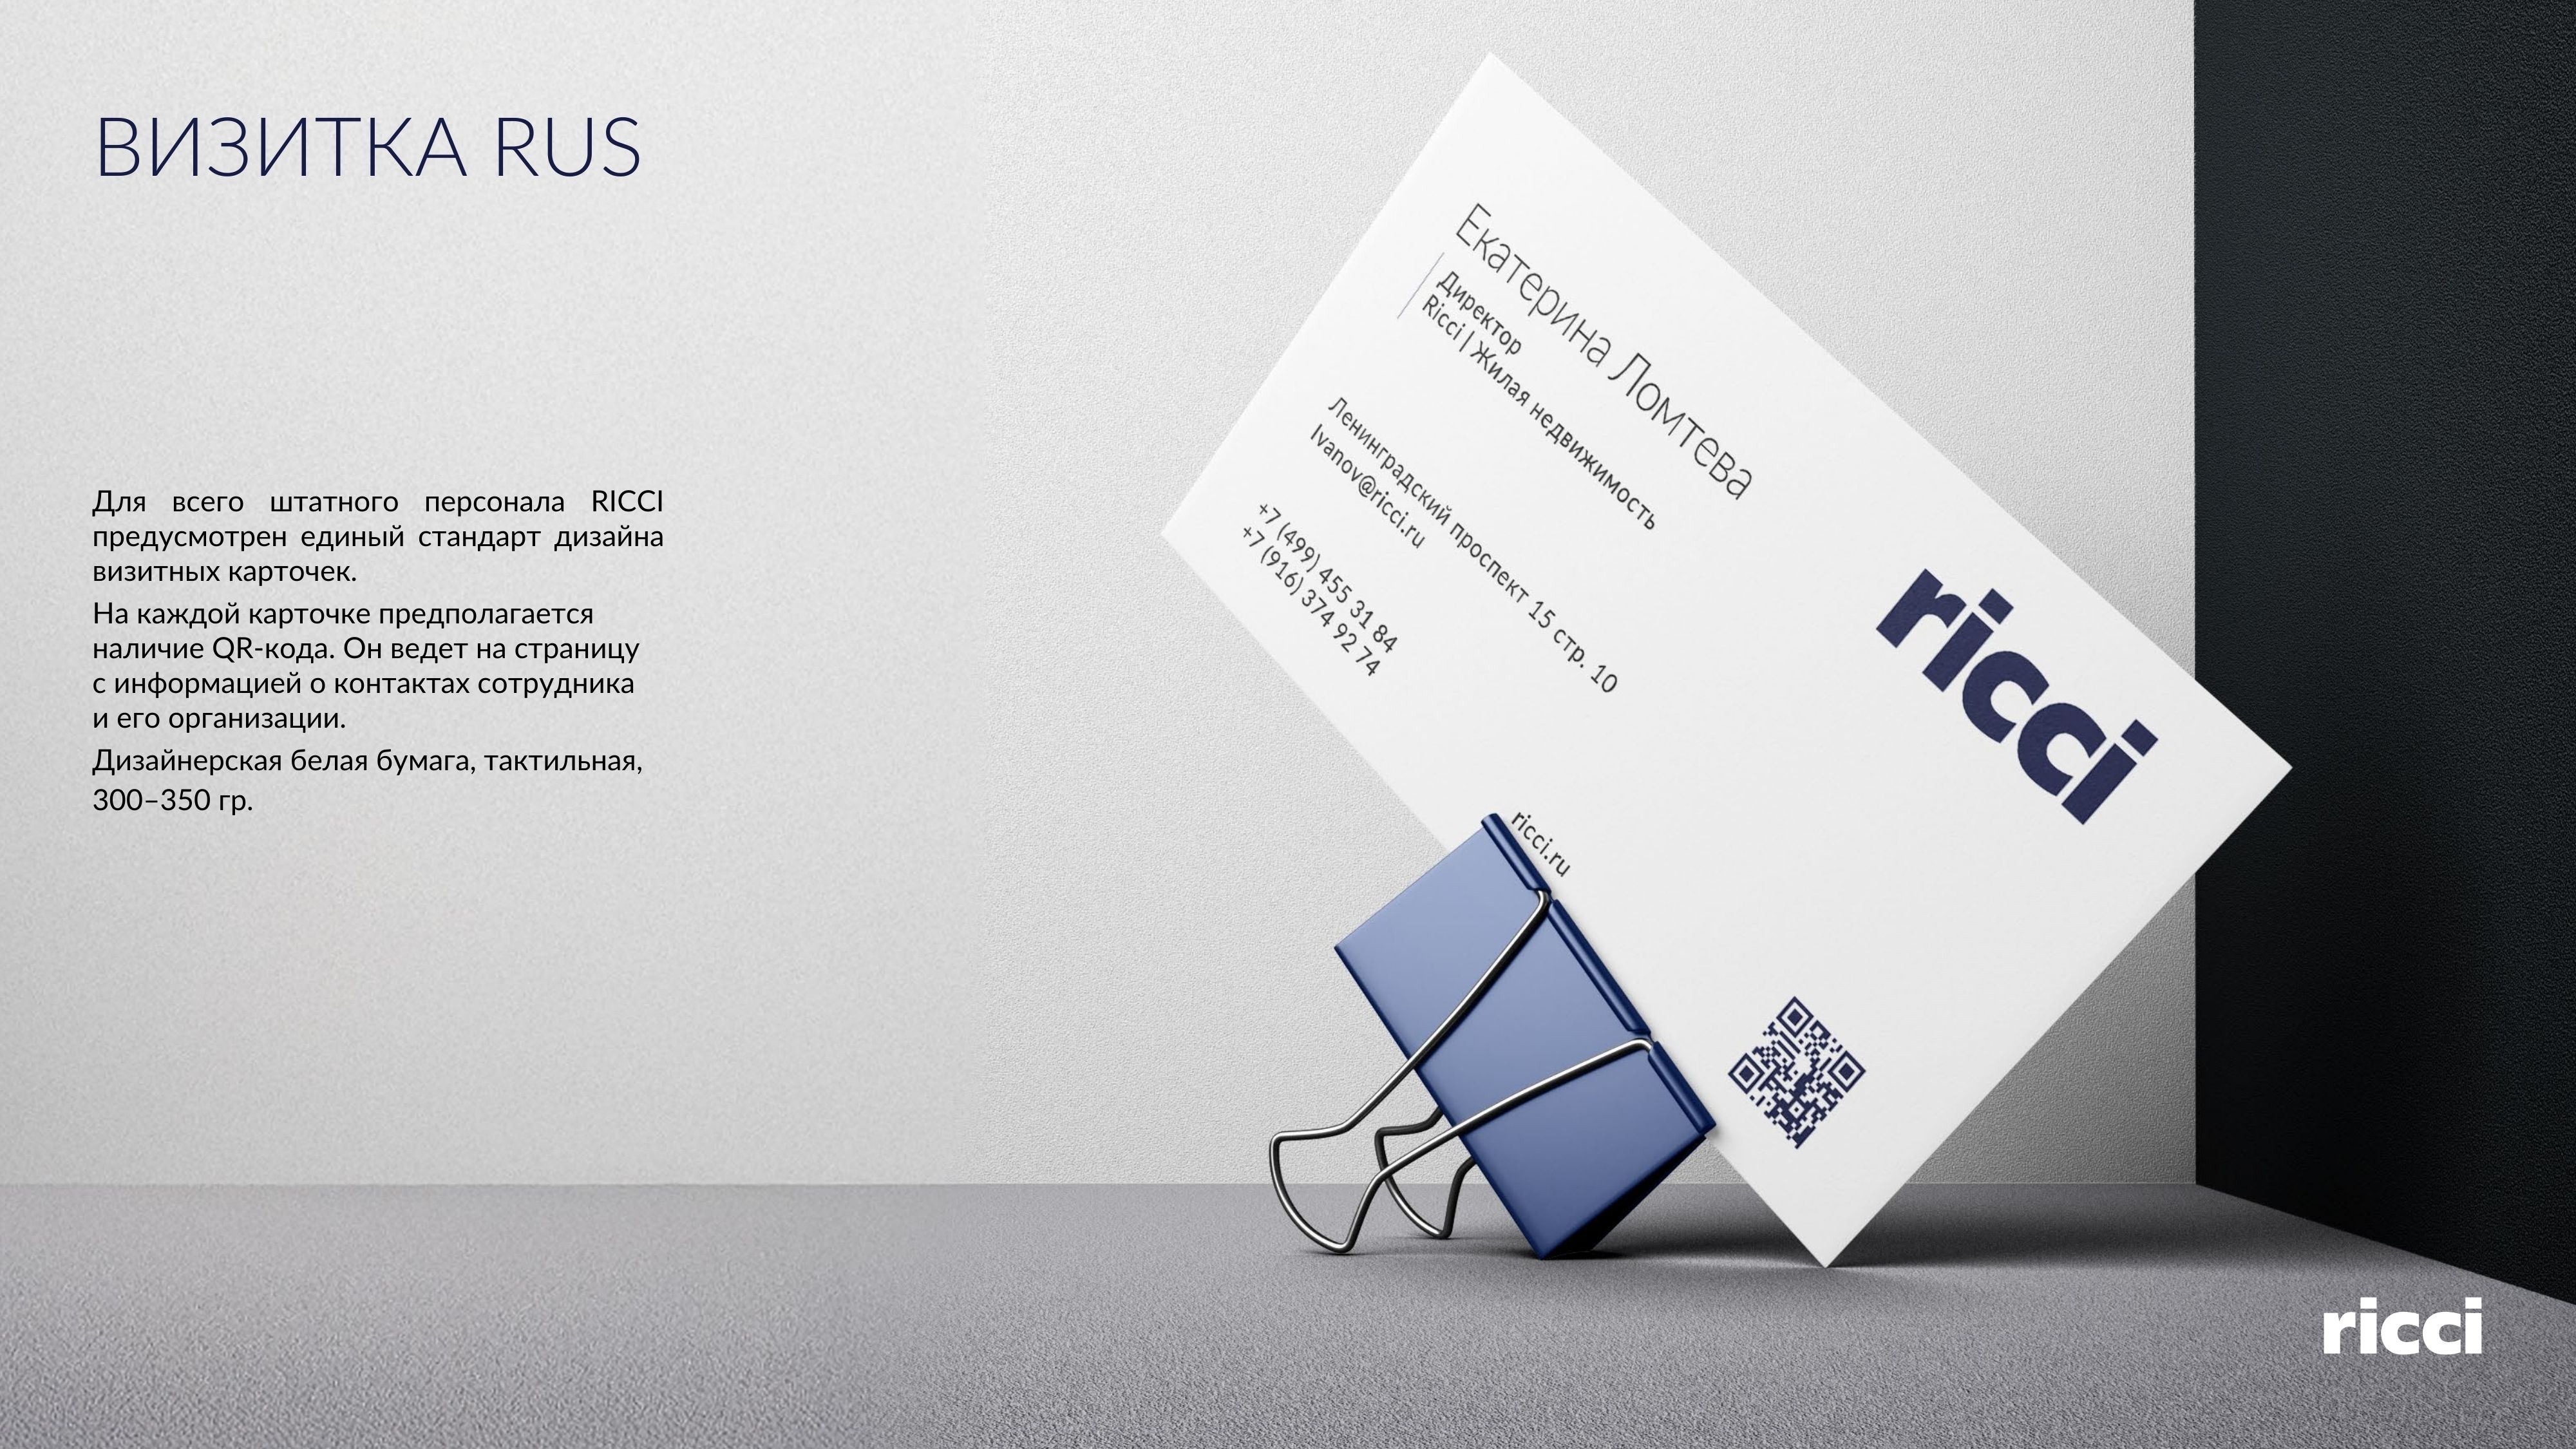 ВИЗИТКА RUS
Для всего штатного персонала RICCI
предусмотрен единый стандарт дизайна
визитных карточек.
На каждой карточке предполагается
наличие QR-кода. Он ведет на страницу
с информацией о контактах сотрудника
и его организации.
Дизайнерская белая бумага, тактильная,
300–350 гр.
Екатерина Ломтева
Директор
Ricci | Жилая недвижимость
Ленинградский проспект 15 стр. 10
Ivanov@ricci.ru
+7 (499) 455 31 84
+7 (916) 374 92 74
ricci.ru
ricci
ricci